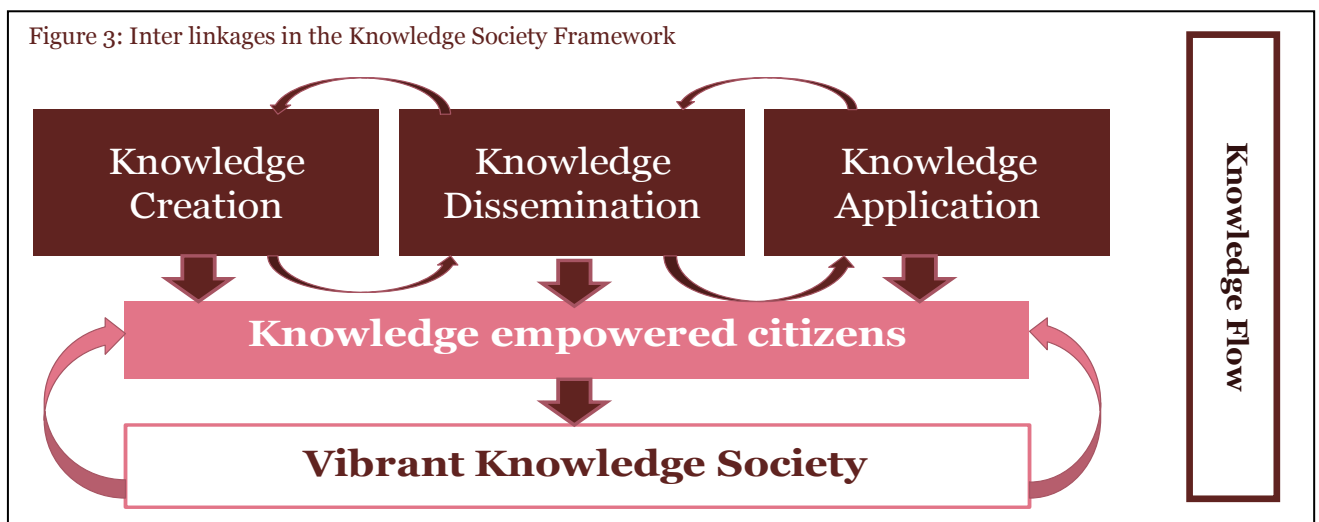 Figure 3: Inter linkages in the Knowledge Society Framework
Knowledge
Creation
Knowledge
Dissemination
Knowledge
Application
Knowledge empowered citizens
Vibrant Knowledge Society
Knowledge Flow